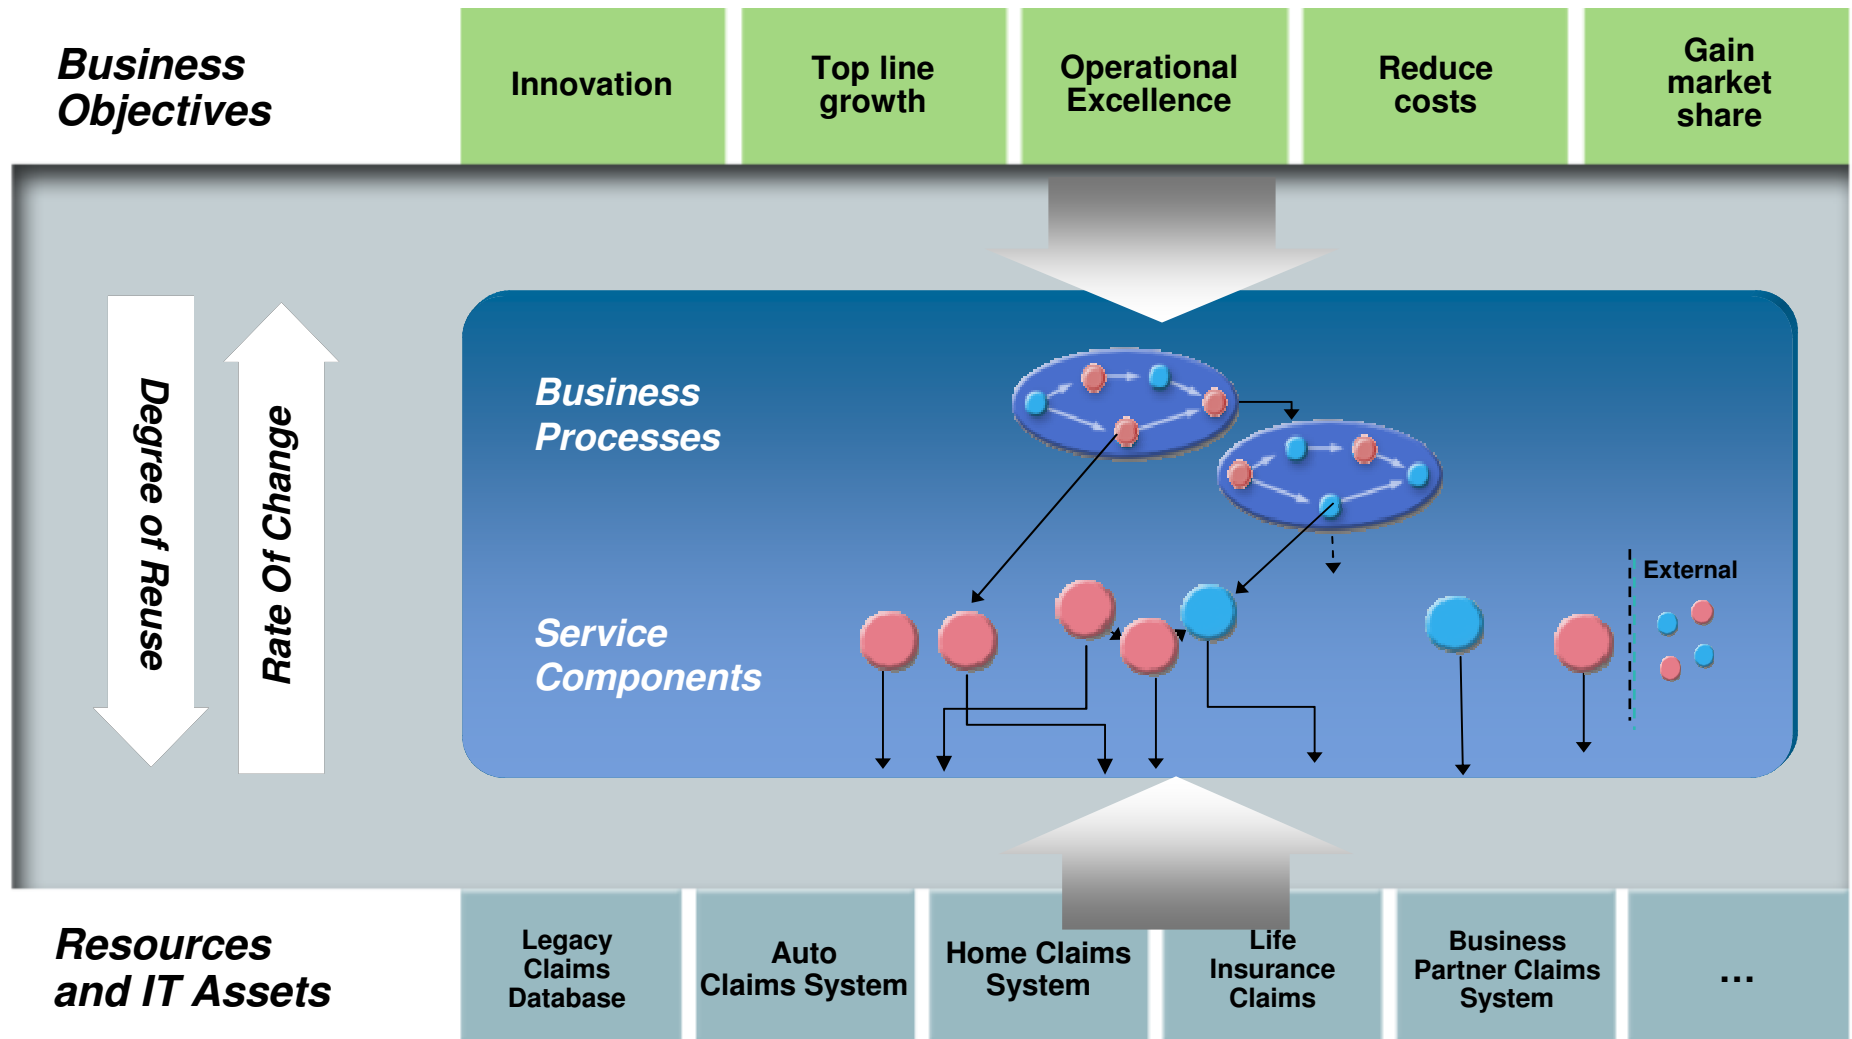 Business
Objectives
Innovation
Top line
growth
Operational
Excellence
Reduce
costs
Gain
market
share
Degree of Reuse
Rate Of Change
Business
Processes
Service
Components
External
Resources
and IT Assets
Legacy
Claims
Database
Auto
Claims System
Home Claims
System
Life
Insurance
Claims
Business
Partner Claims
System
...